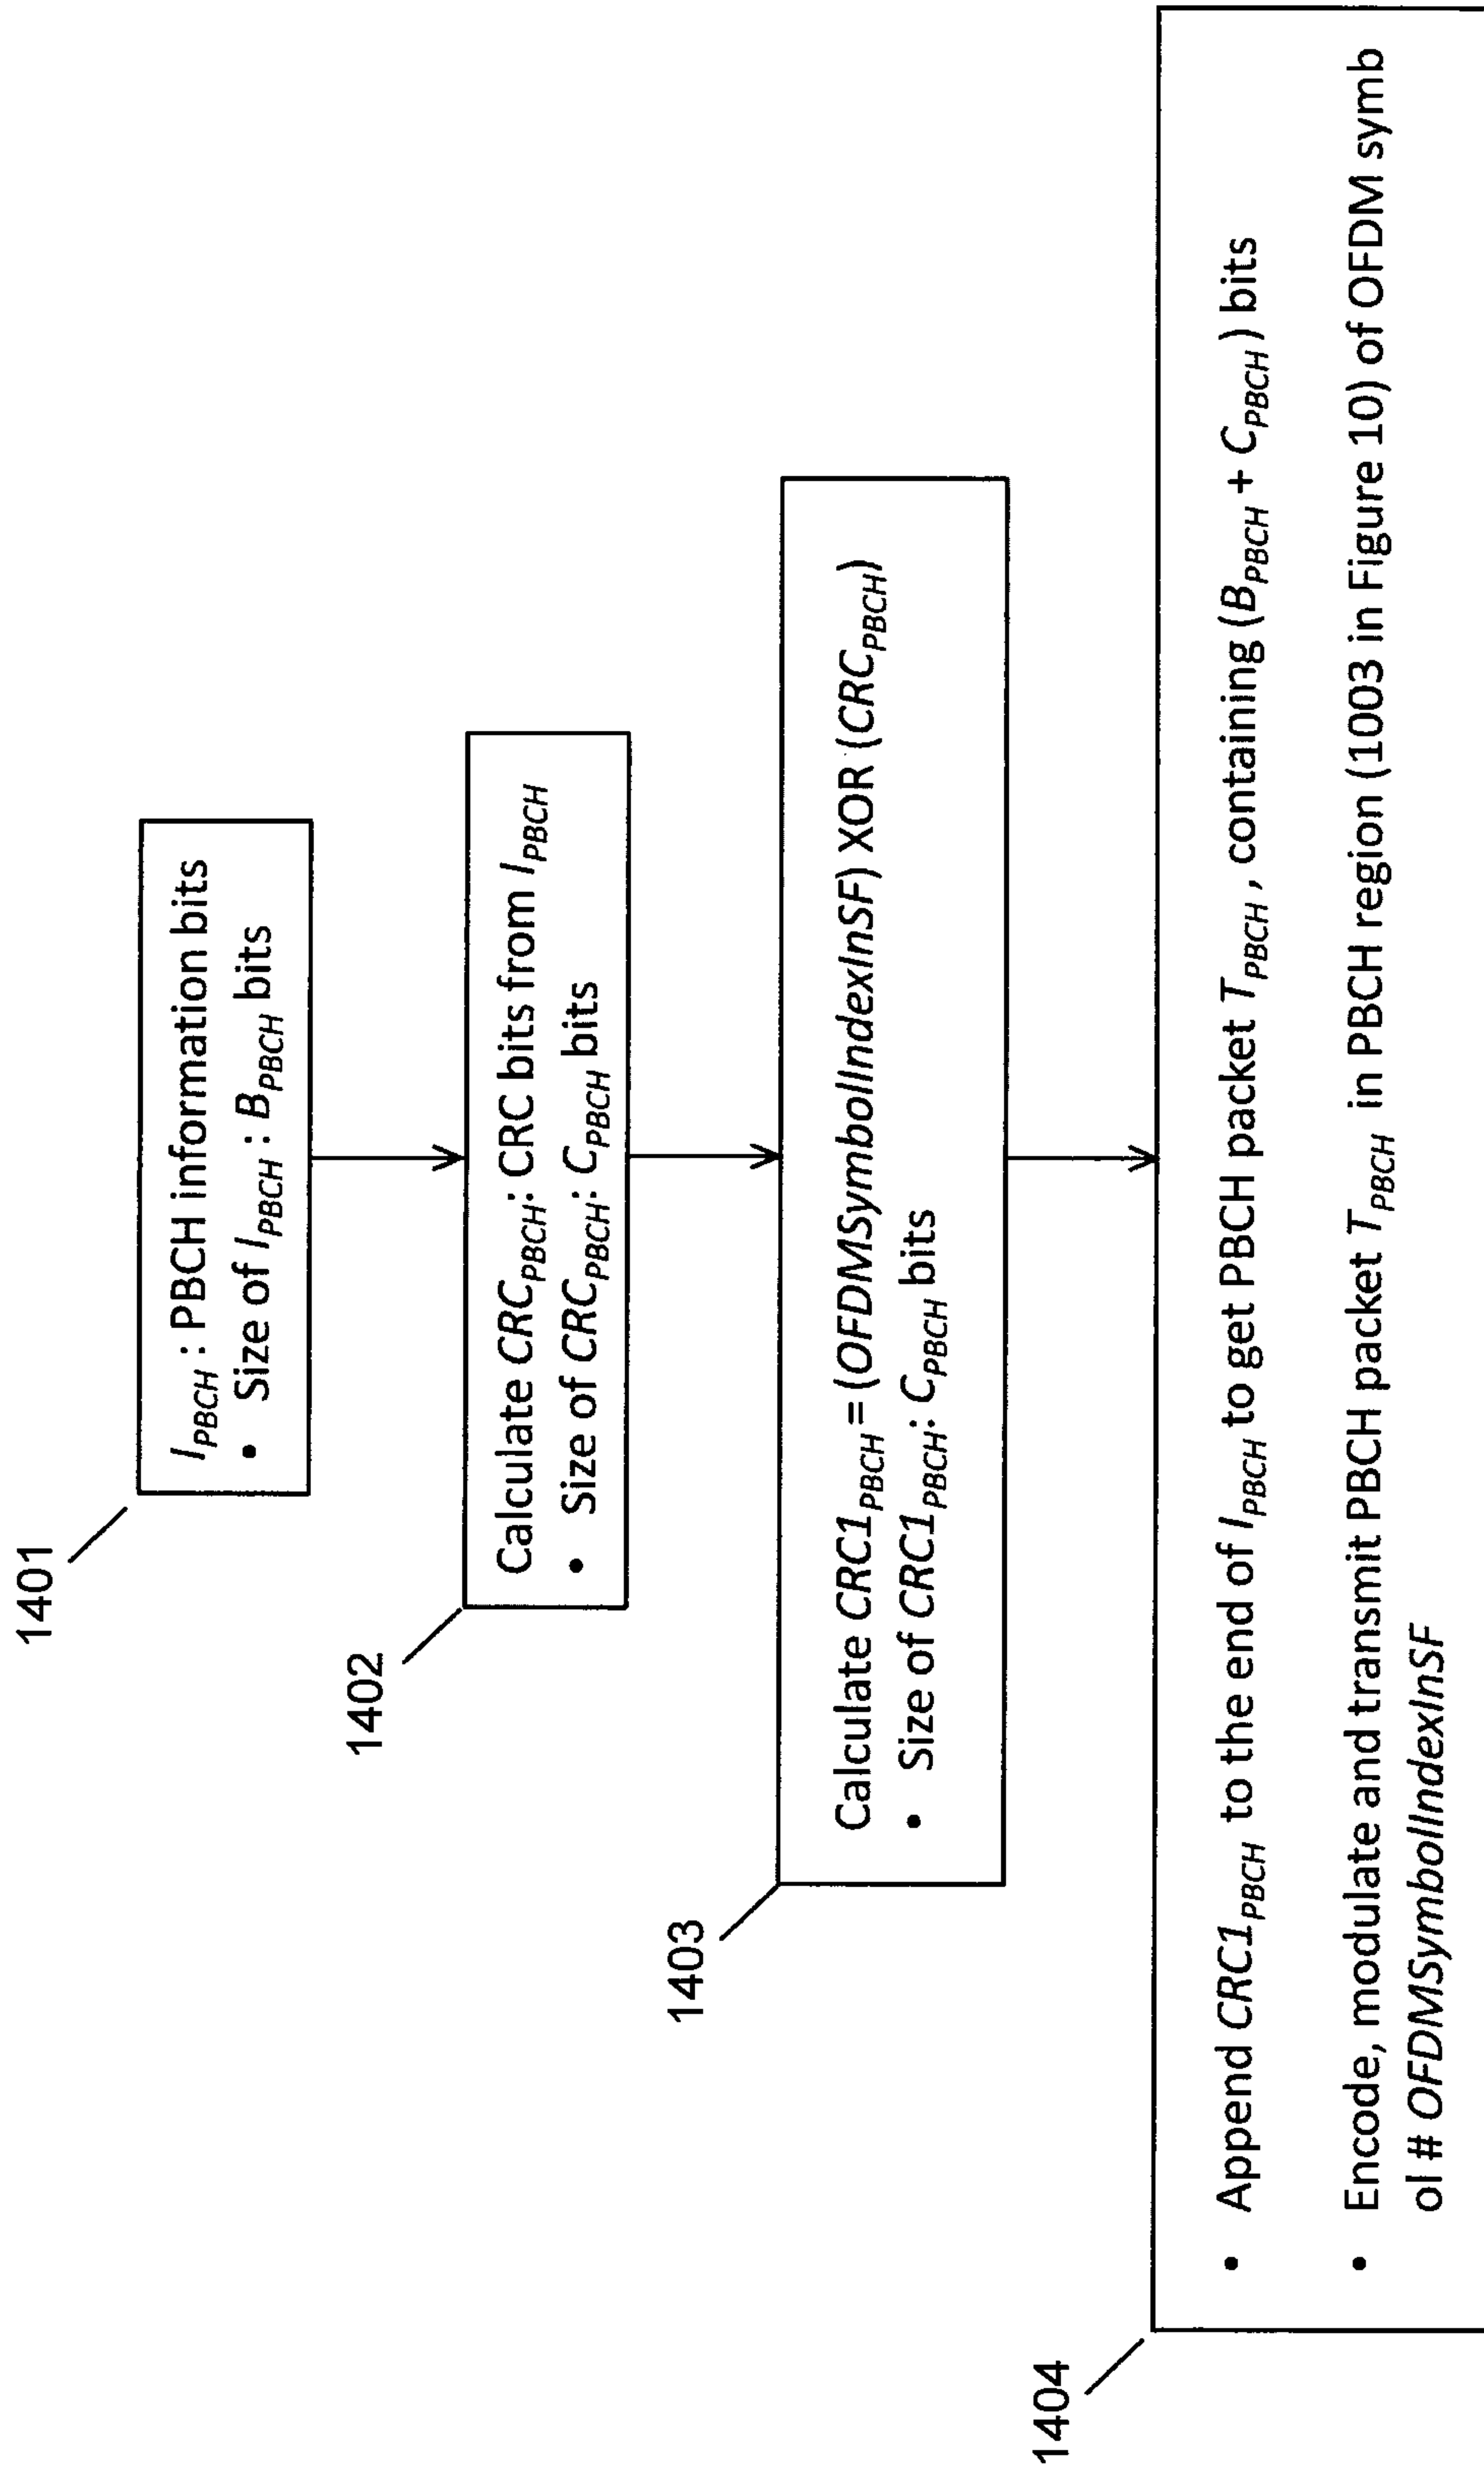 1401
I_PBCH : PBCH information bits
• Size of I_PBCH : B_PBCH bits
1402
Calculate CRC_PBCH: CRC bits from I_PBCH
• Size of CRC_PBCH: C_PBCH bits
1403
Calculate CRC1_PBCH = (OFDMSymbolIndexInSF) XOR (CRC_PBCH)
• Size of CRC1_PBCH: C_PBCH bits
1404
• Append CRC1_PBCH to the end of I_PBCH to get PBCH packet T_PBCH , containing (B_PBCH + C_PBCH) bits
• Encode, modulate and transmit PBCH packet T_PBCH in PBCH region (1003 in Figure 10) of OFDM symb
ol # OFDMSymbolIndexInSF